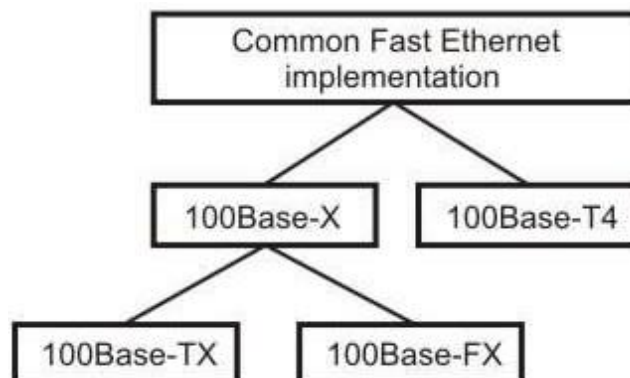 Common Fast Ethernet
implementation
100Base-X
100Base-T4
100Base-TX
100Base-FX